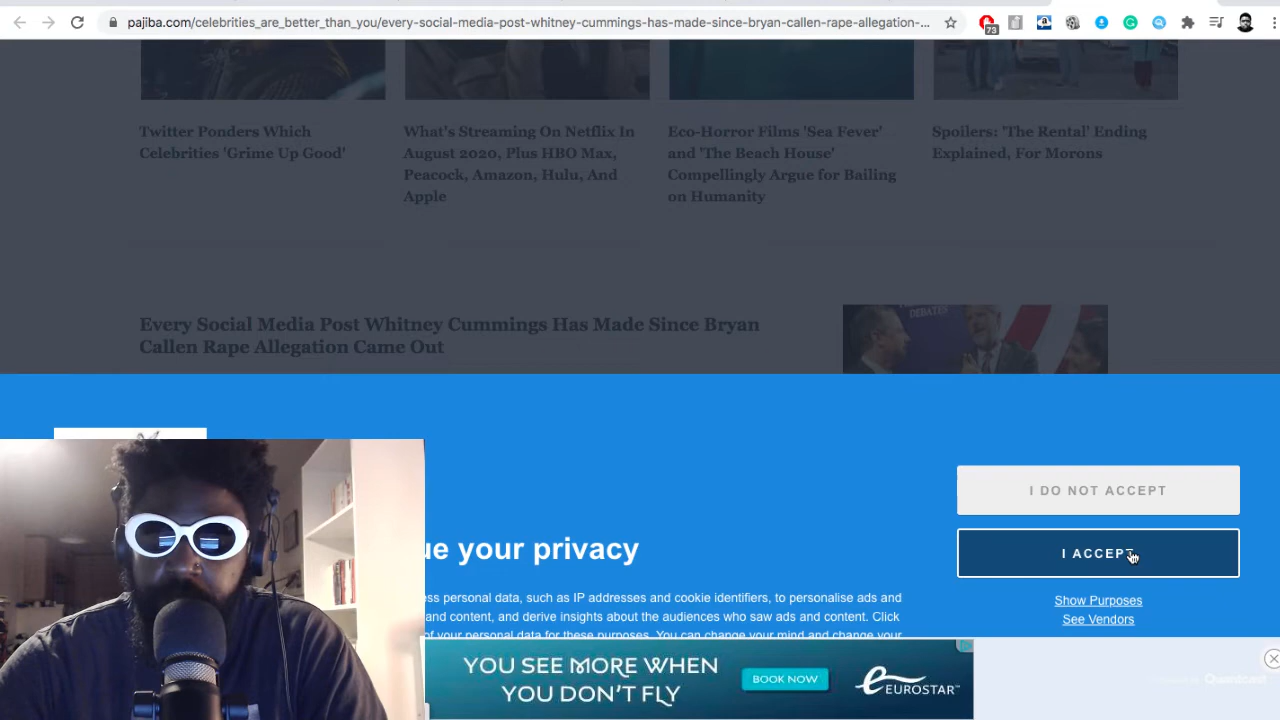 pajiba.com/celebrities_are_better_than_you/every-social-media-post-whitney-cummings-has-made-since-bryan-callen-rape-allegation-...
73
Twitter Ponders Which
Celebrities 'Grime Up Good'
What's Streaming On Netflix In
August 2020, Plus HBO Max,
Peacock, Amazon, Hulu, And
Apple
Eco-Horror Films 'Sea Fever'
and 'The Beach House'
Compellingly Argue for Bailing
on Humanity
Spoilers: 'The Rental' Ending
Explained, For Morons
Every Social Media Post Whitney Cummings Has Made Since Bryan
Callen Rape Allegation Came Out
DEBATES
I DO NOT ACCEPT
I ACCEPT
Show Purposes
See Vendors
ue your privacy
ess personal data, such as IP addresses and cookie identifiers, to personalise ads and
and content, and derive insights about the audiences who saw ads and content. Click
of your personal data for these purposes. You can change your mind and change your
YOU SEE MORE WHEN
YOU DON'T FLY
BOOK NOW
EUROSTAR™
Quantcast